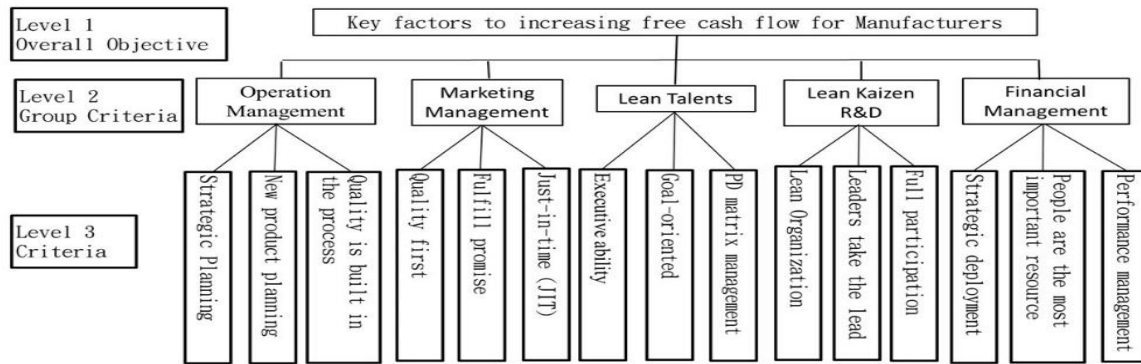 Level 1
Overall Objective
Key factors to increasing free cash flow for Manufacturers
Level 2
Group Criteria
Operation
Management
Marketing
Management
Lean Talents
Lean Kaizen
R&D
Financial
Management
Level 3
Criteria
Strategic Planning
New product planning
Quality is built in
the process
Quality first
Fulfill promise
Just-in-time (JIT)
Executive ability
Goal-oriented
PD matrix management
Lean Organization
Leaders take the lead
Full participation
Strategic deployment
People are the most
important resource
Performance management